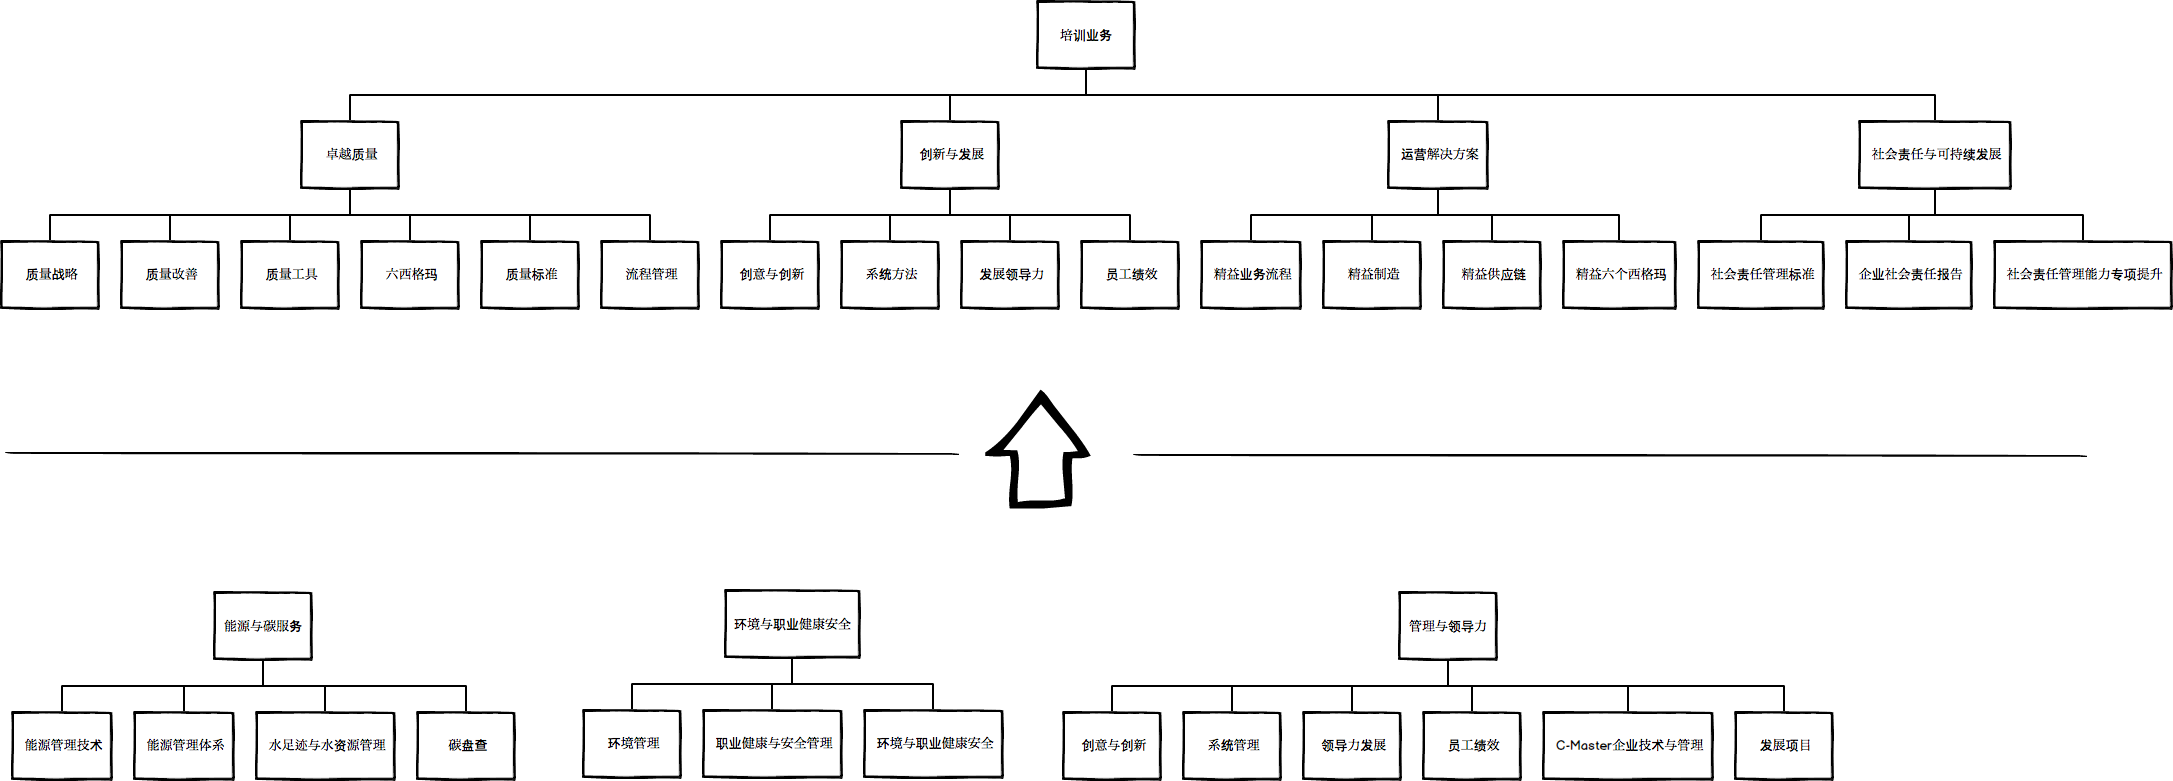 培训业务
卓越质量
创新与发展
运营解决方案
社会责任与可持续发展
质量战略
质量改善
质量工具
六西格玛
质量标准
流程管理
创意与创新
系统方法
发展领导力
员工绩效
精益业务流程
精益制造
精益供应链
精益六个西格玛
社会责任管理标准
企业社会责任报告
社会责任管理能力专项提升
能源与碳服务
环境与职业健康安全
管理与领导力
能源管理技术
能源管理体系
水足迹与水资源管理
碳盘查
环境管理
职业健康与安全管理
环境与职业健康安全
创意与创新
系统管理
领导力发展
员工绩效
C-Master企业技术与管理
发展项目